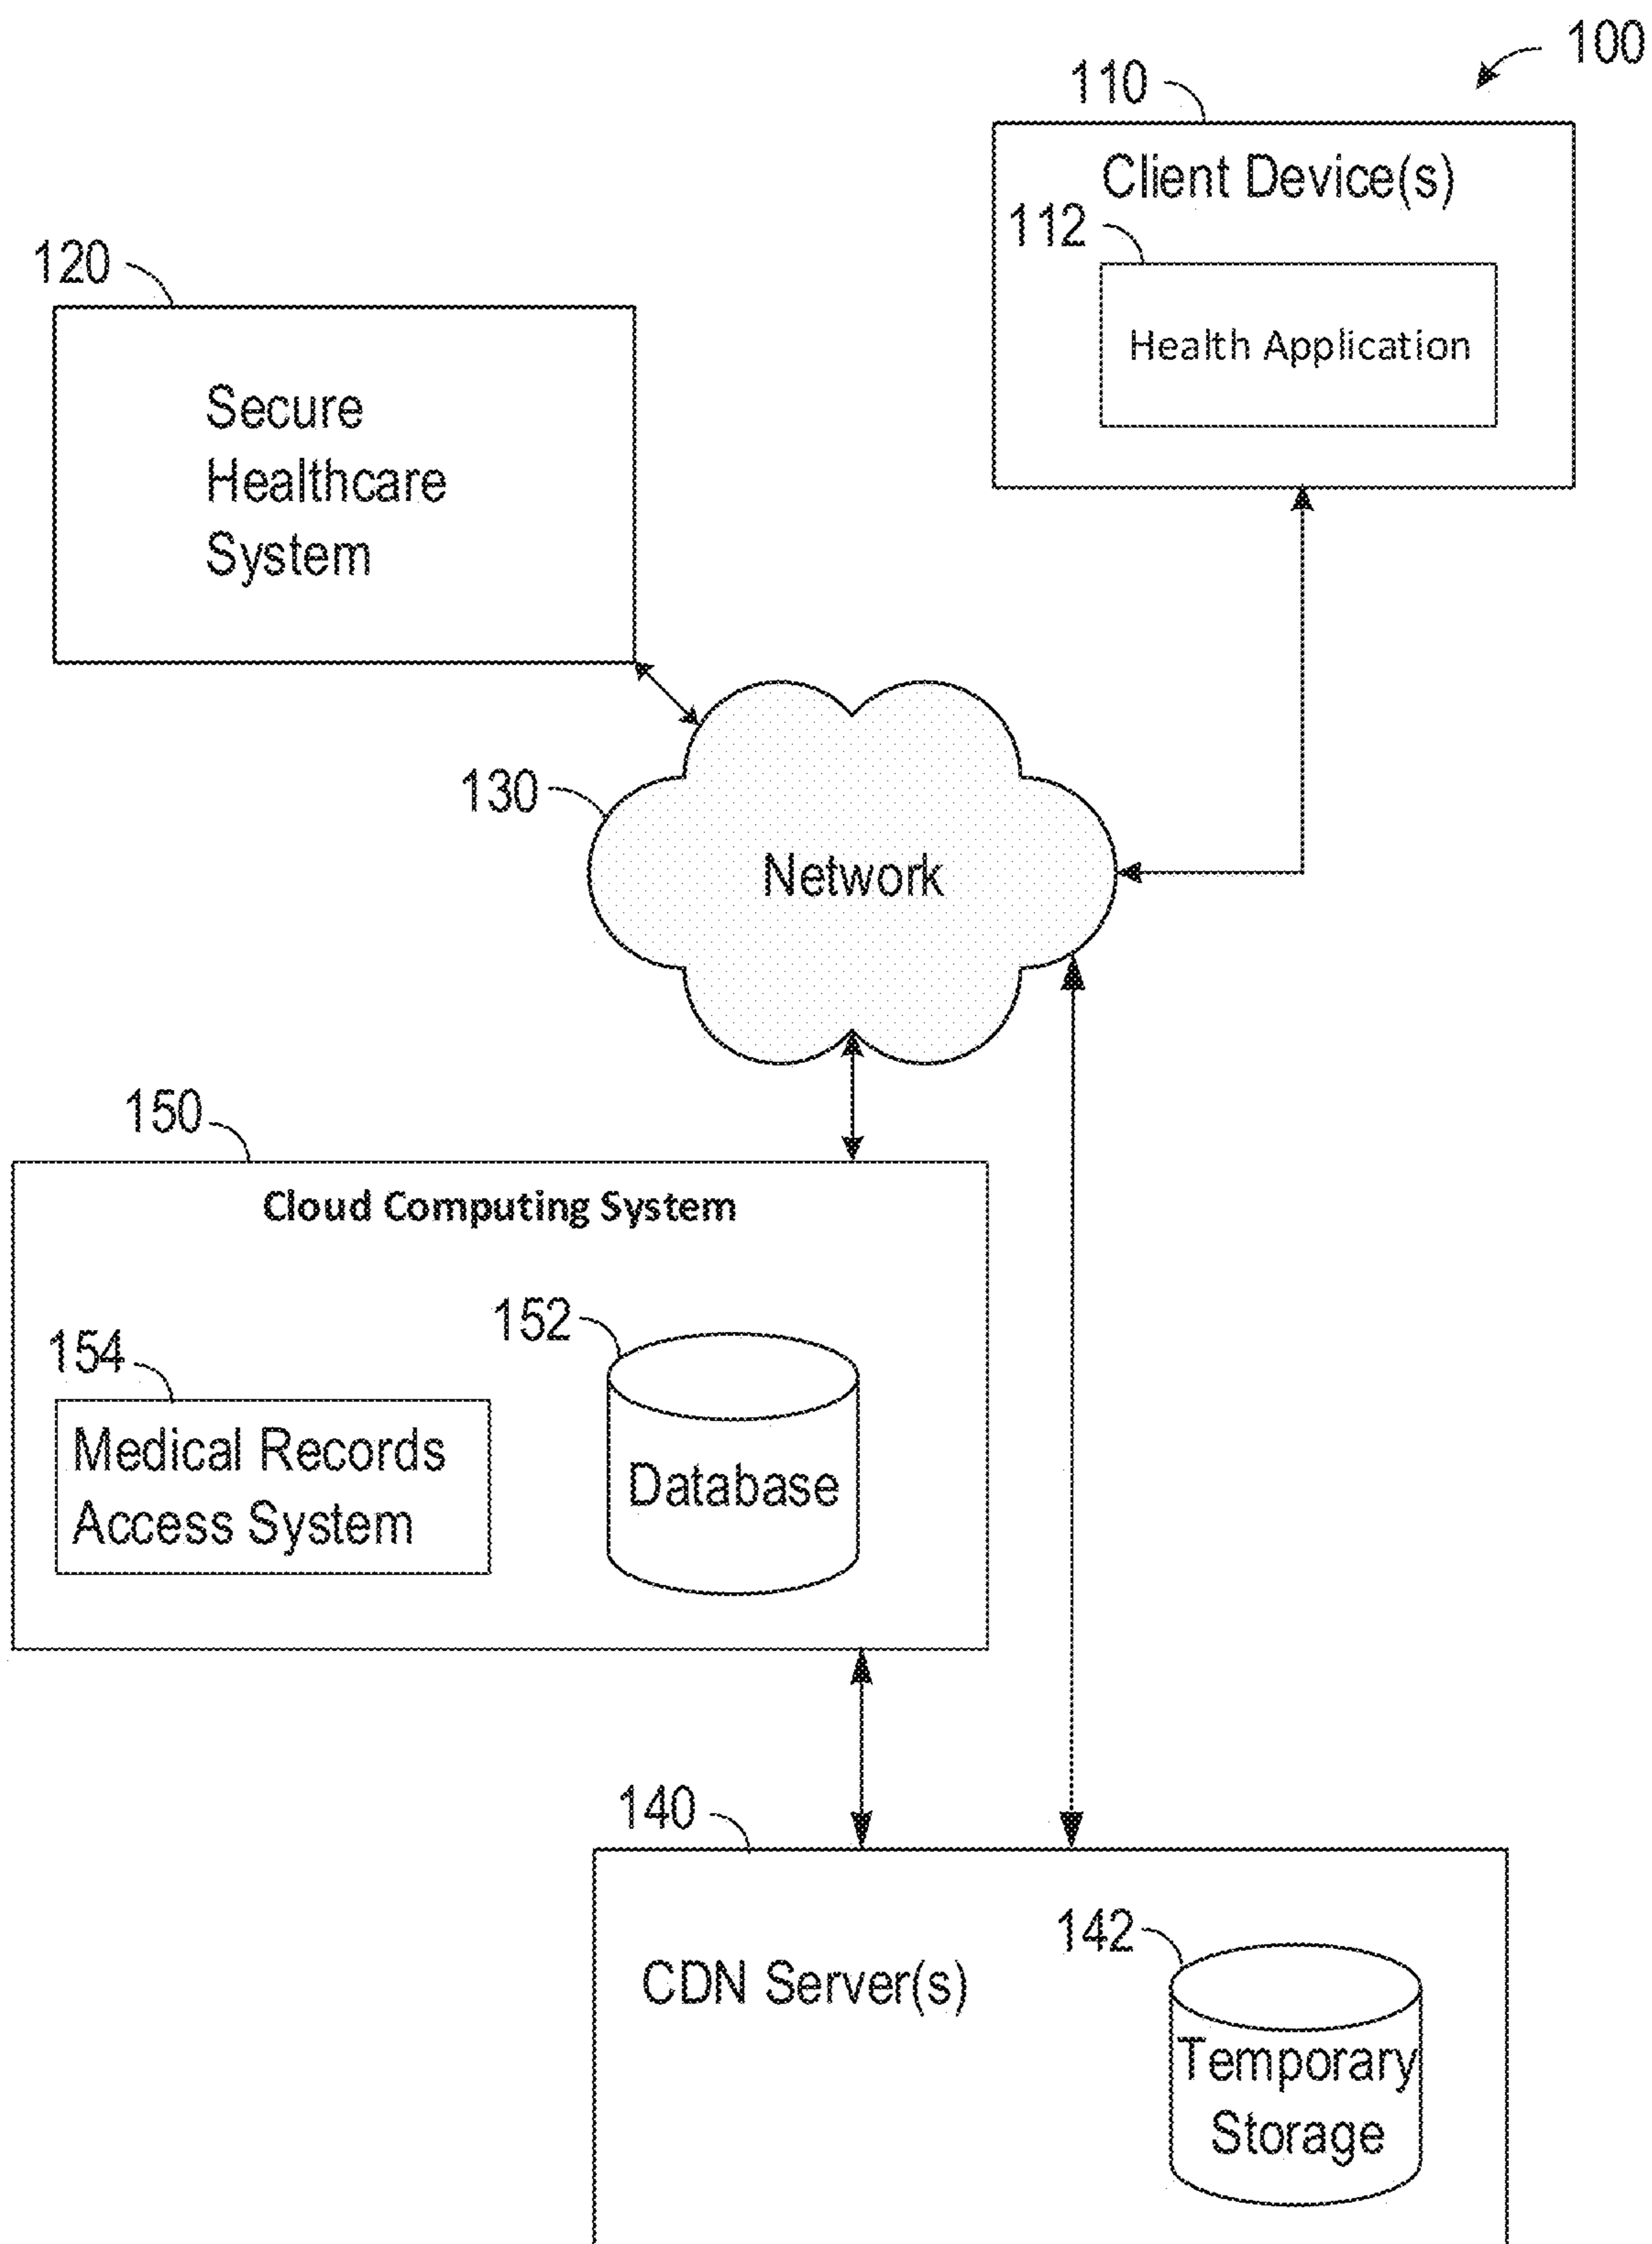 100
110
Client Device(s)
112
Health Application
120
Secure
Healthcare
System
130
Network
150
Cloud Computing System
152
Database
154
Medical Records
Access System
140
CDN Server(s)
142
Temporary
Storage